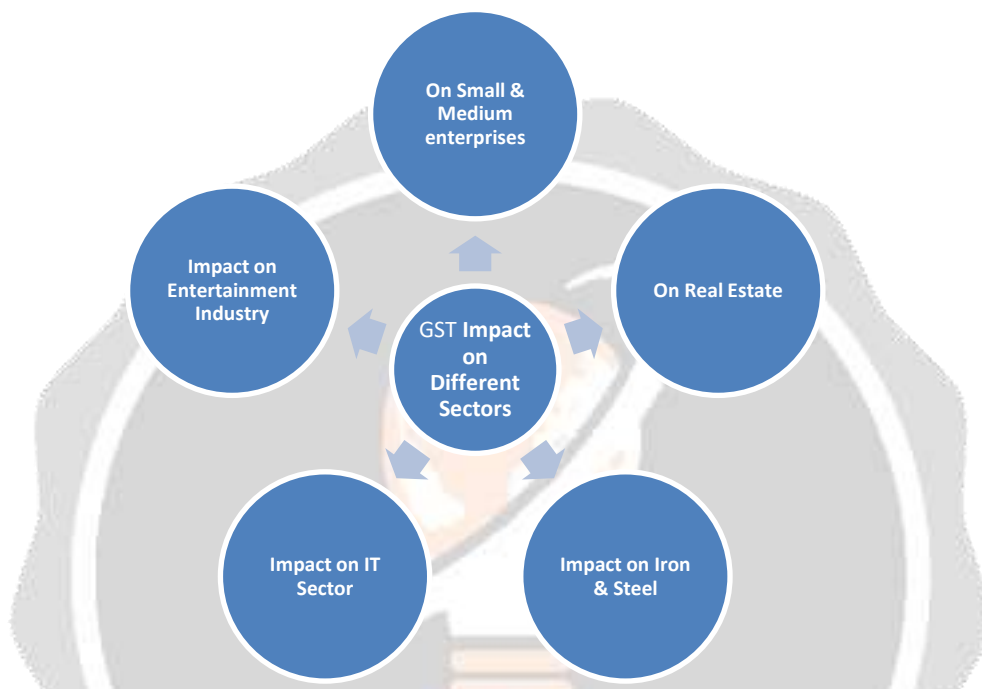 On Small &
Medium
enterprises
Impact on
Entertainment
Industry
On Real Estate
GST Impact
on
Different
Sectors
Impact on IT
Sector
Impact on Iron
& Steel